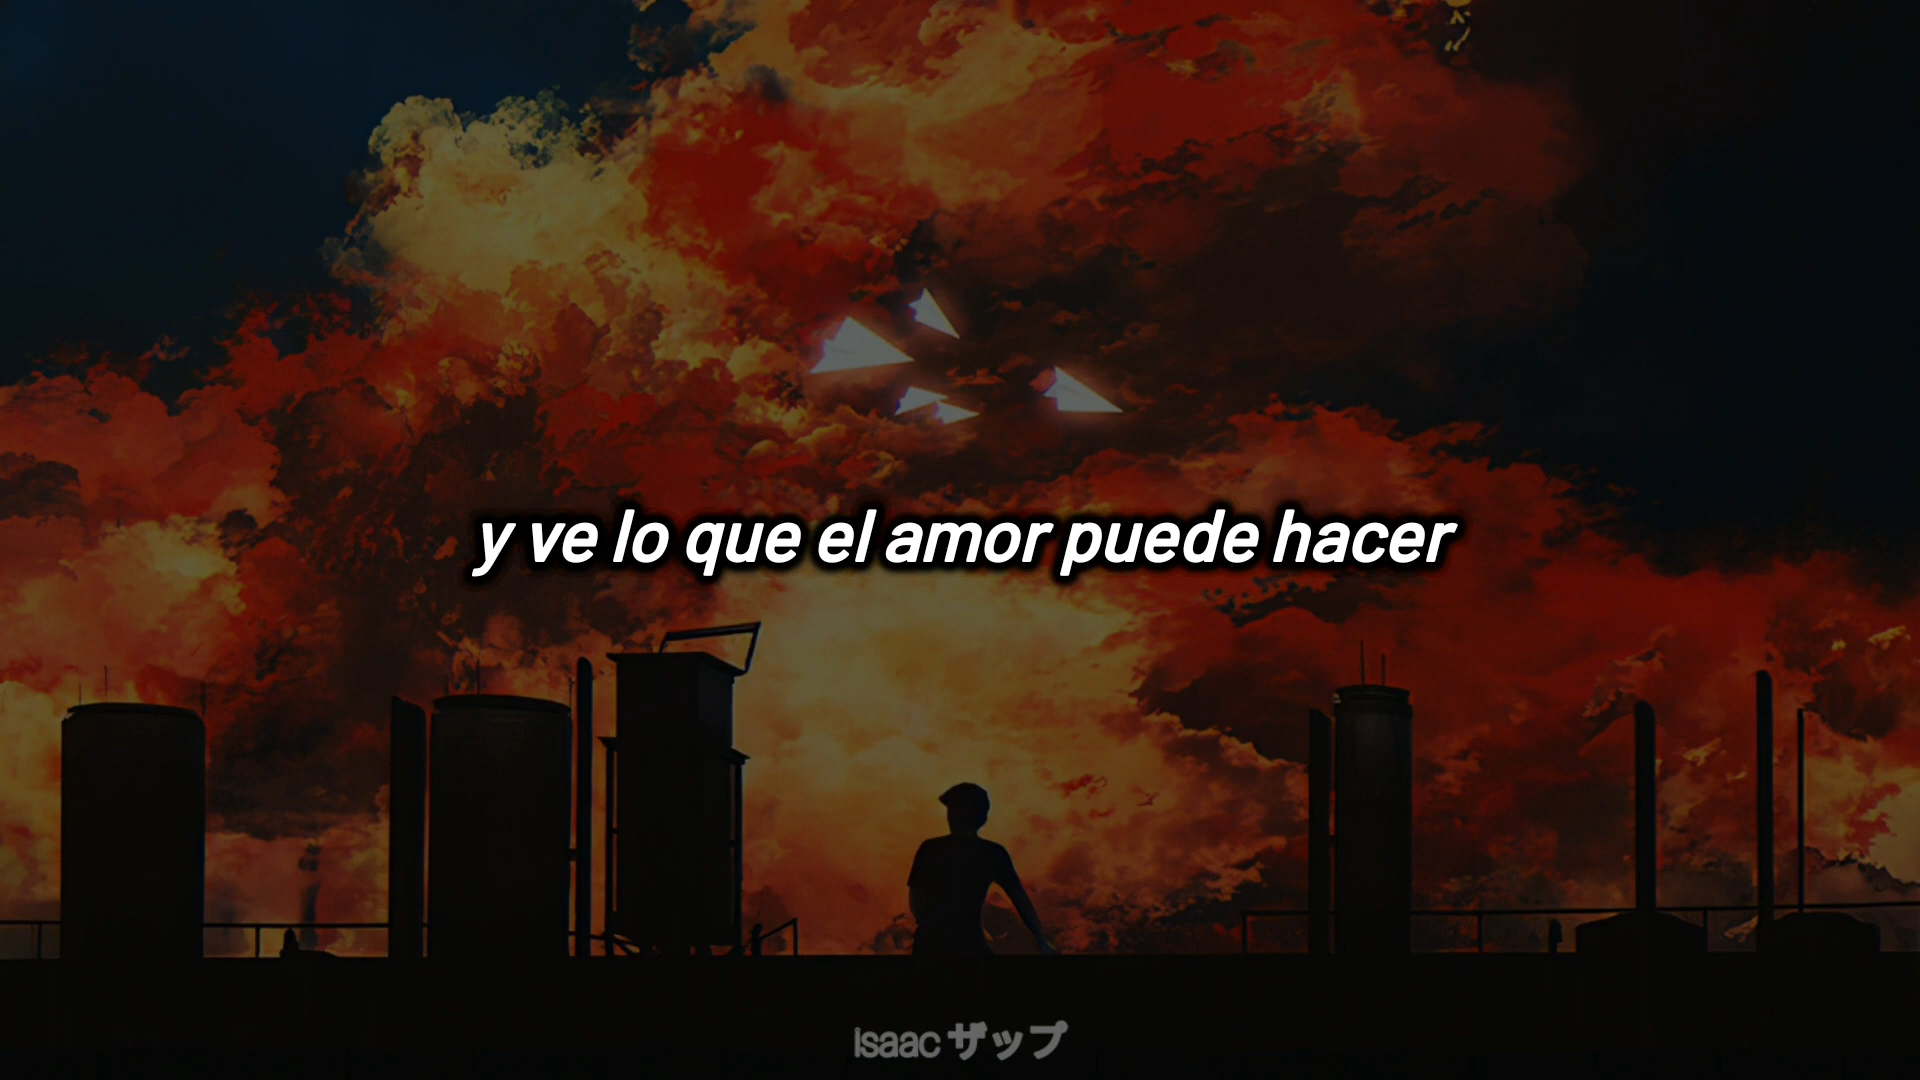 y ve lo que el amor puede hacer
isaac ザップ